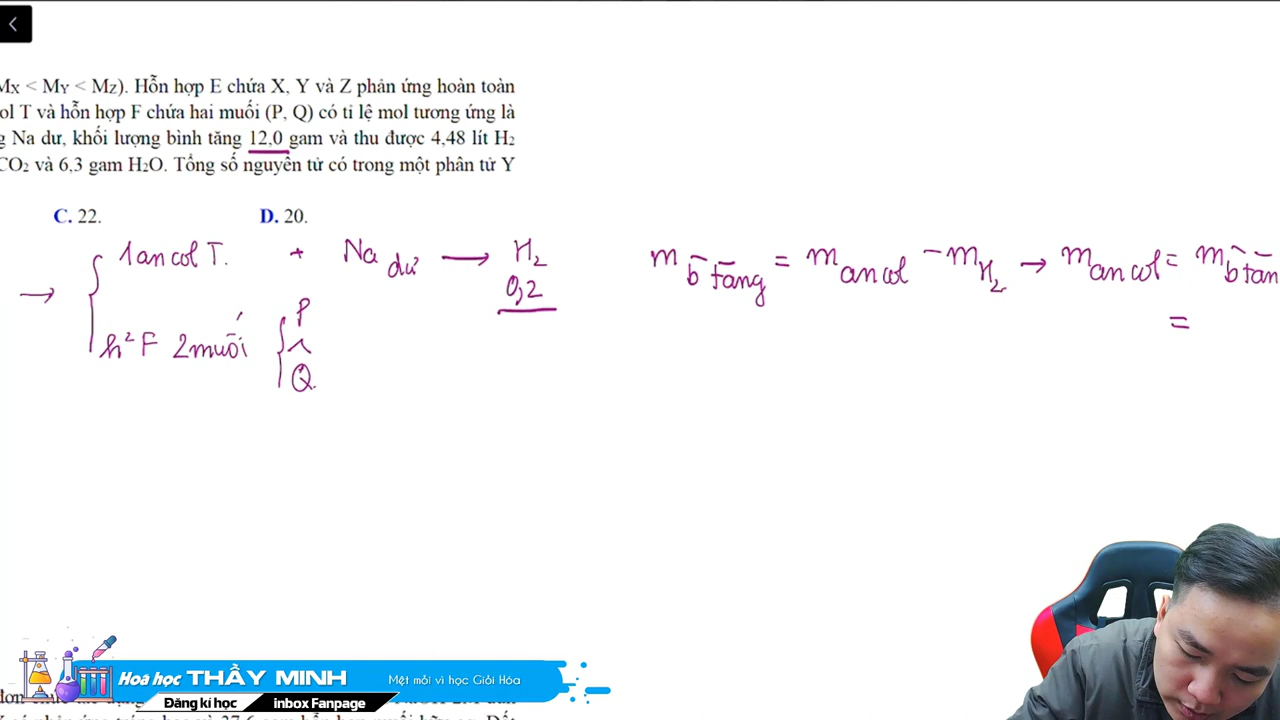 Mx < MY < MZ). Hỗn hợp E chứa X, Y và Z phản ứng hoàn toàn
ol T và hỗn hợp F chứa hai muối (P, Q) có tỉ lệ mol tương ứng là
g Na dư, khối lượng bình tăng 12,0 gam và thu được 4,48 lít H2
CO2 và 6,3 gam H2O. Tổng số nguyên tử có trong một phân tử Y
C. 22. D. 20.
→ { 1 ancol T. + Na dư → H2
0,2
h² F 2 muối { P
Q.
m b tăng = m ancol - m H2 → m ancol = m b tăn
=
Hoá học THẦY MINH
Mệt mỏi vì học Giỏi Hóa
Đăng kí học inbox Fanpage